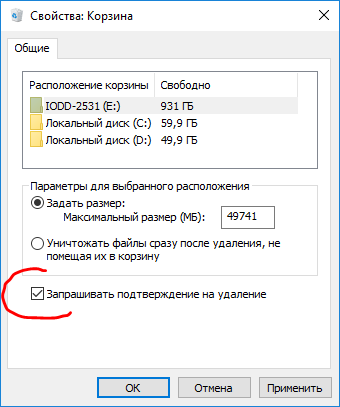 Свойства: Корзина
Общие
Расположение корзины Свободно
IODD-2531 (E:) 931 ГБ
Локальный диск (C:) 59,9 ГБ
Локальный диск (D:) 49,9 ГБ
Параметры для выбранного расположения
Задать размер:
Максимальный размер (МБ): 49741
Уничтожать файлы сразу после удаления, не
помещая их в корзину
Запрашивать подтверждение на удаление
ОК Отмена Применить